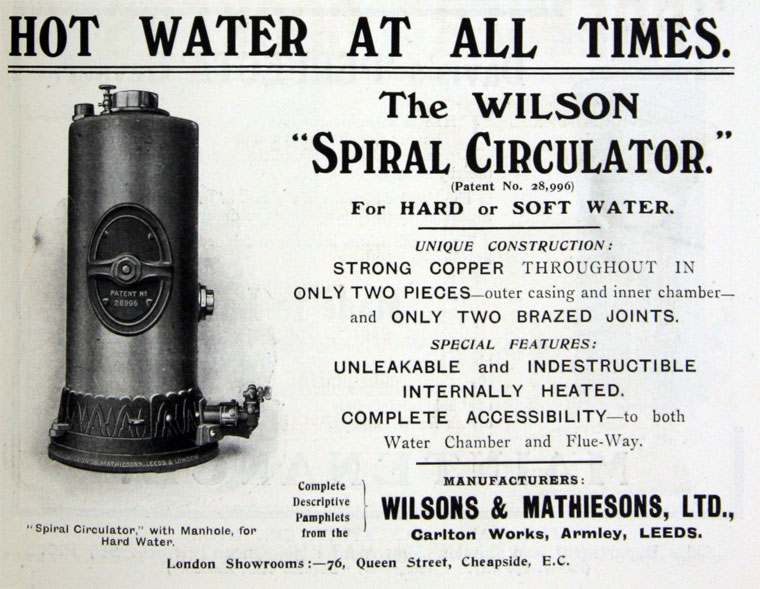 HOT WATER AT ALL TIMES.
The WILSON
"SPIRAL CIRCULATOR."
(Patent No. 28,996)
For HARD or SOFT WATER.
UNIQUE CONSTRUCTION:
STRONG COPPER THROUGHOUT IN
ONLY TWO PIECES—outer casing and inner chamber—
and ONLY TWO BRAZED JOINTS.
SPECIAL FEATURES:
UNLEAKABLE and INDESTRUCTIBLE
INTERNALLY HEATED.
COMPLETE ACCESSIBILITY—to both
Water Chamber and Flue-Way.
PATENT No
28996
WILSONS & MATHIESONS, LEEDS & LONDON
"Spiral Circulator," with Manhole, for
Hard Water.
Complete
Descriptive
Pamphlets
from the
MANUFACTURERS:
WILSONS & MATHIESONS, LTD.,
Carlton Works, Armley, LEEDS.
London Showrooms:—76, Queen Street, Cheapside, E.C.